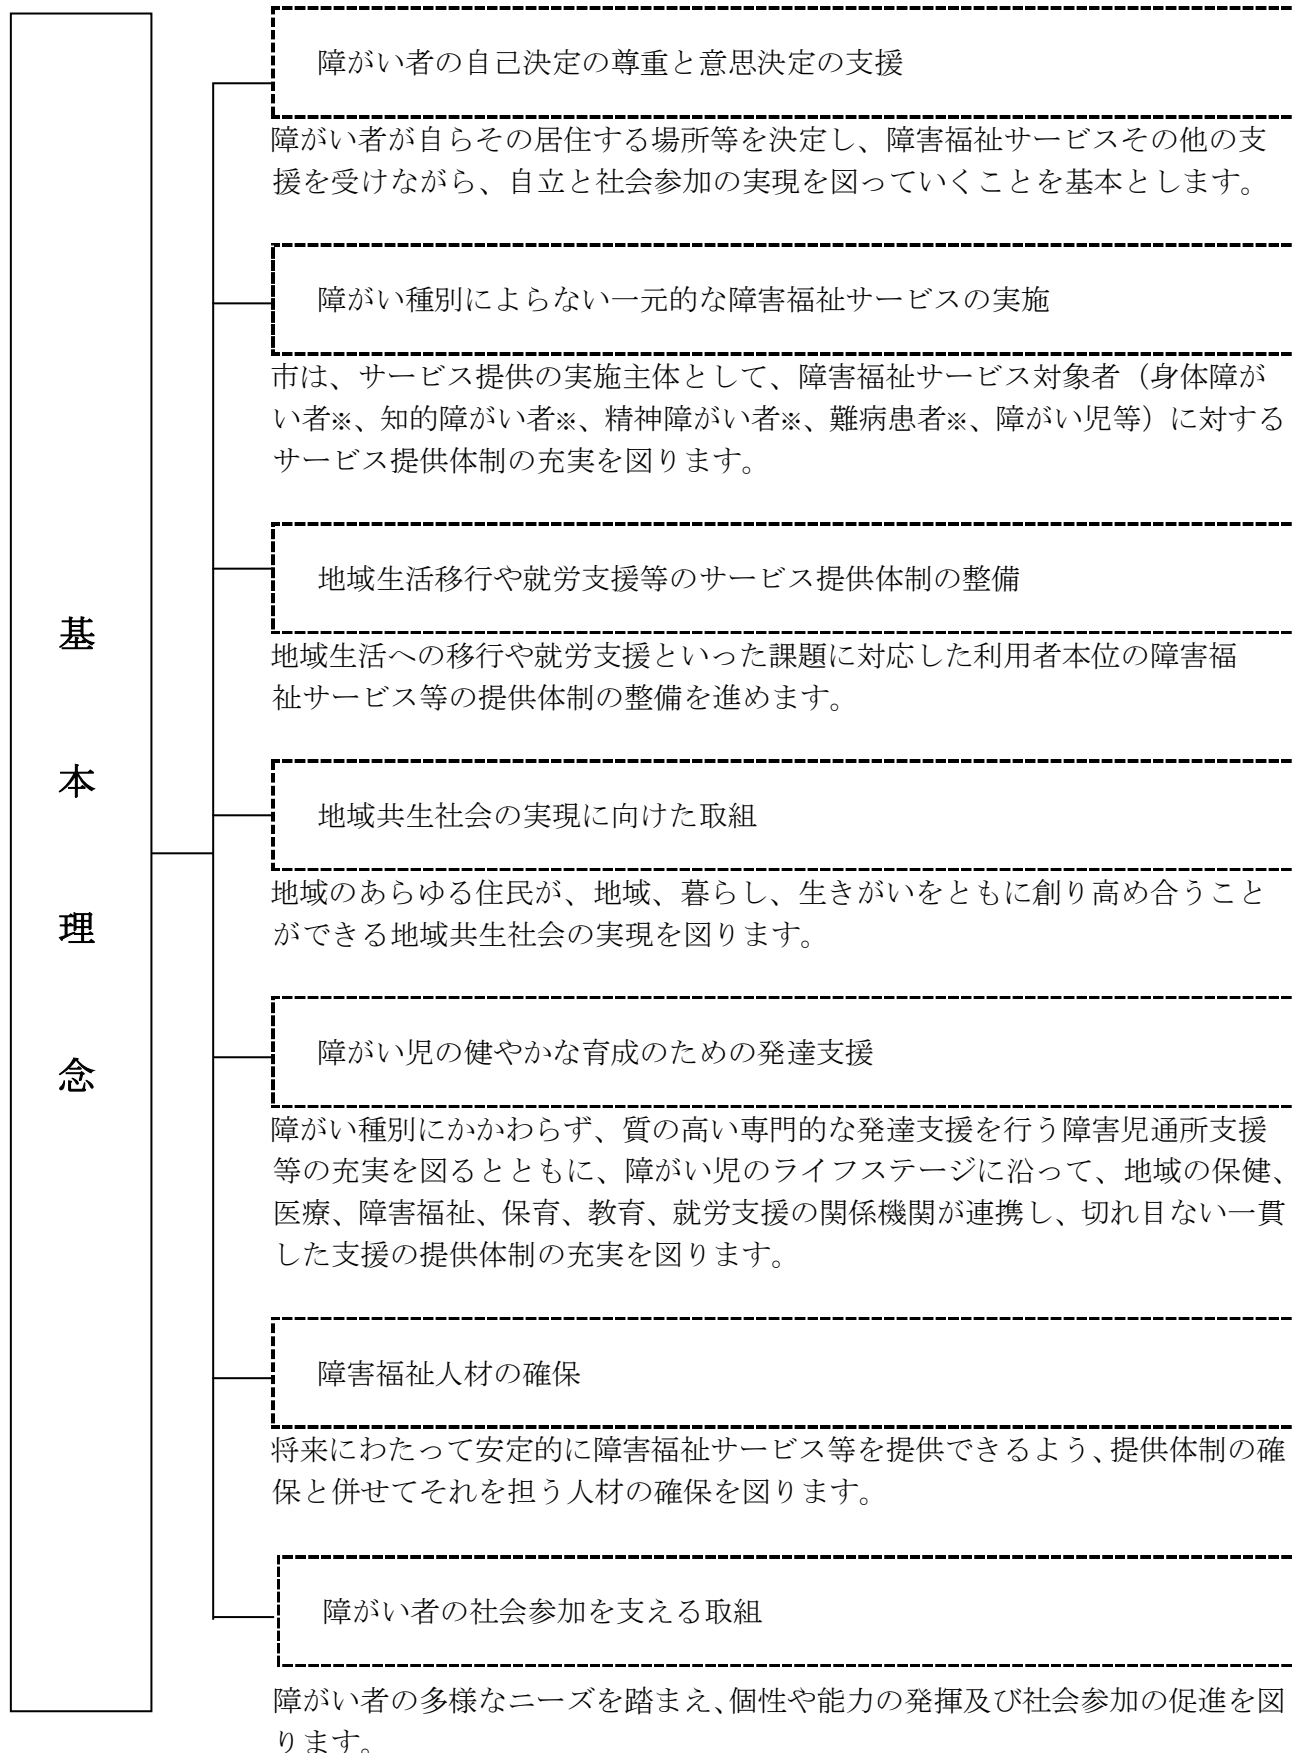 基本理念
障がい者の自己決定の尊重と意思決定の支援
障がい者が自らその居住する場所等を決定し、障害福祉サービスその他の支
援を受けながら、自立と社会参加の実現を図っていくことを基本とします。
障がい種別によらない一元的な障害福祉サービスの実施
市は、サービス提供の実施主体として、障害福祉サービス対象者（身体障が
い者※、知的障がい者※、精神障がい者※、難病患者※、障がい児等）に対する
サービス提供体制の充実を図ります。
地域生活移行や就労支援等のサービス提供体制の整備
地域生活への移行や就労支援といった課題に対応した利用者本位の障害福
祉サービス等の提供体制の整備を進めます。
地域共生社会の実現に向けた取組
地域のあらゆる住民が、地域、暮らし、生きがいをともに創り高め合うこと
ができる地域共生社会の実現を図ります。
障がい児の健やかな育成のための発達支援
障がい種別にかかわらず、質の高い専門的な発達支援を行う障害児通所支援
等の充実を図るとともに、障がい児のライフステージに沿って、地域の保健、
医療、障害福祉、保育、教育、就労支援の関係機関が連携し、切れ目ない一貫
した支援の提供体制の充実を図ります。
障害福祉人材の確保
将来にわたって安定的に障害福祉サービス等を提供できるよう、提供体制の確
保と併せてそれを担う人材の確保を図ります。
障がい者の社会参加を支える取組
障がい者の多様なニーズを踏まえ、個性や能力の発揮及び社会参加の促進を図
ります。